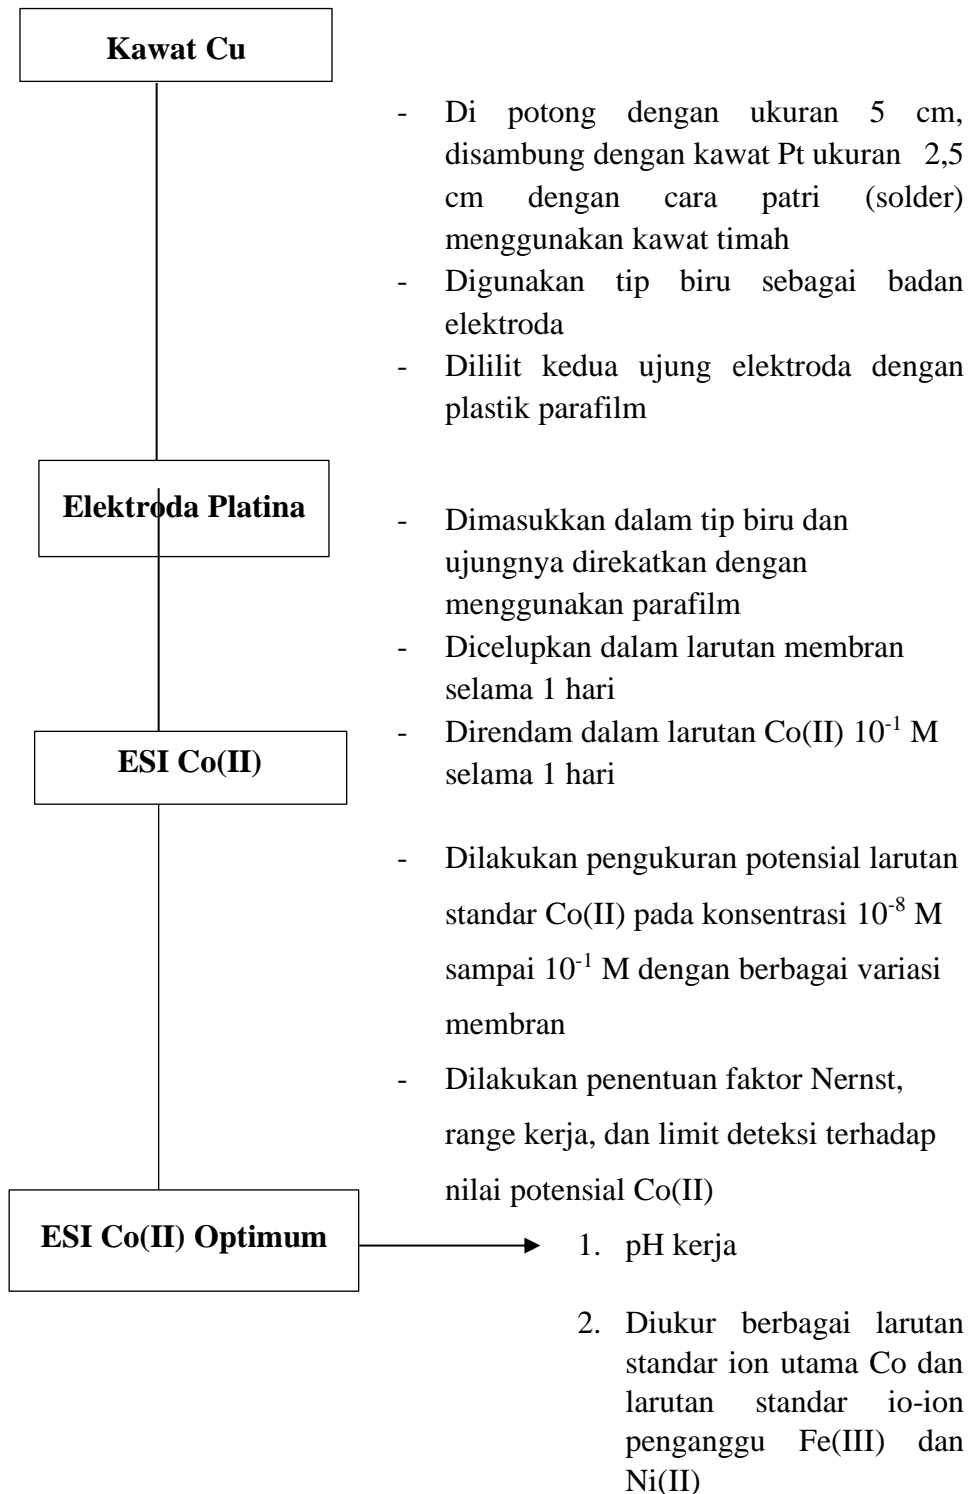 Kawat Cu
- Di potong dengan ukuran 5 cm,
disambung dengan kawat Pt ukuran 2,5
cm dengan cara patri (solder)
menggunakan kawat timah
- Digunakan tip biru sebagai badan
elektroda
- Dililit kedua ujung elektroda dengan
plastik parafilm
Elektroda Platina
- Dimasukkan dalam tip biru dan
ujungnya direkatkan dengan
menggunakan parafilm
- Dicelupkan dalam larutan membran
selama 1 hari
- Direndam dalam larutan Co(II) 10⁻¹ M
selama 1 hari
ESI Co(II)
- Dilakukan pengukuran potensial larutan
standar Co(II) pada konsentrasi 10⁻⁸ M
sampai 10⁻¹ M dengan berbagai variasi
membran
- Dilakukan penentuan faktor Nernst,
range kerja, dan limit deteksi terhadap
nilai potensial Co(II)
ESI Co(II) Optimum
1. pH kerja
2. Diukur berbagai larutan
standar ion utama Co dan
larutan standar io-ion
penganggu Fe(III) dan
Ni(II)